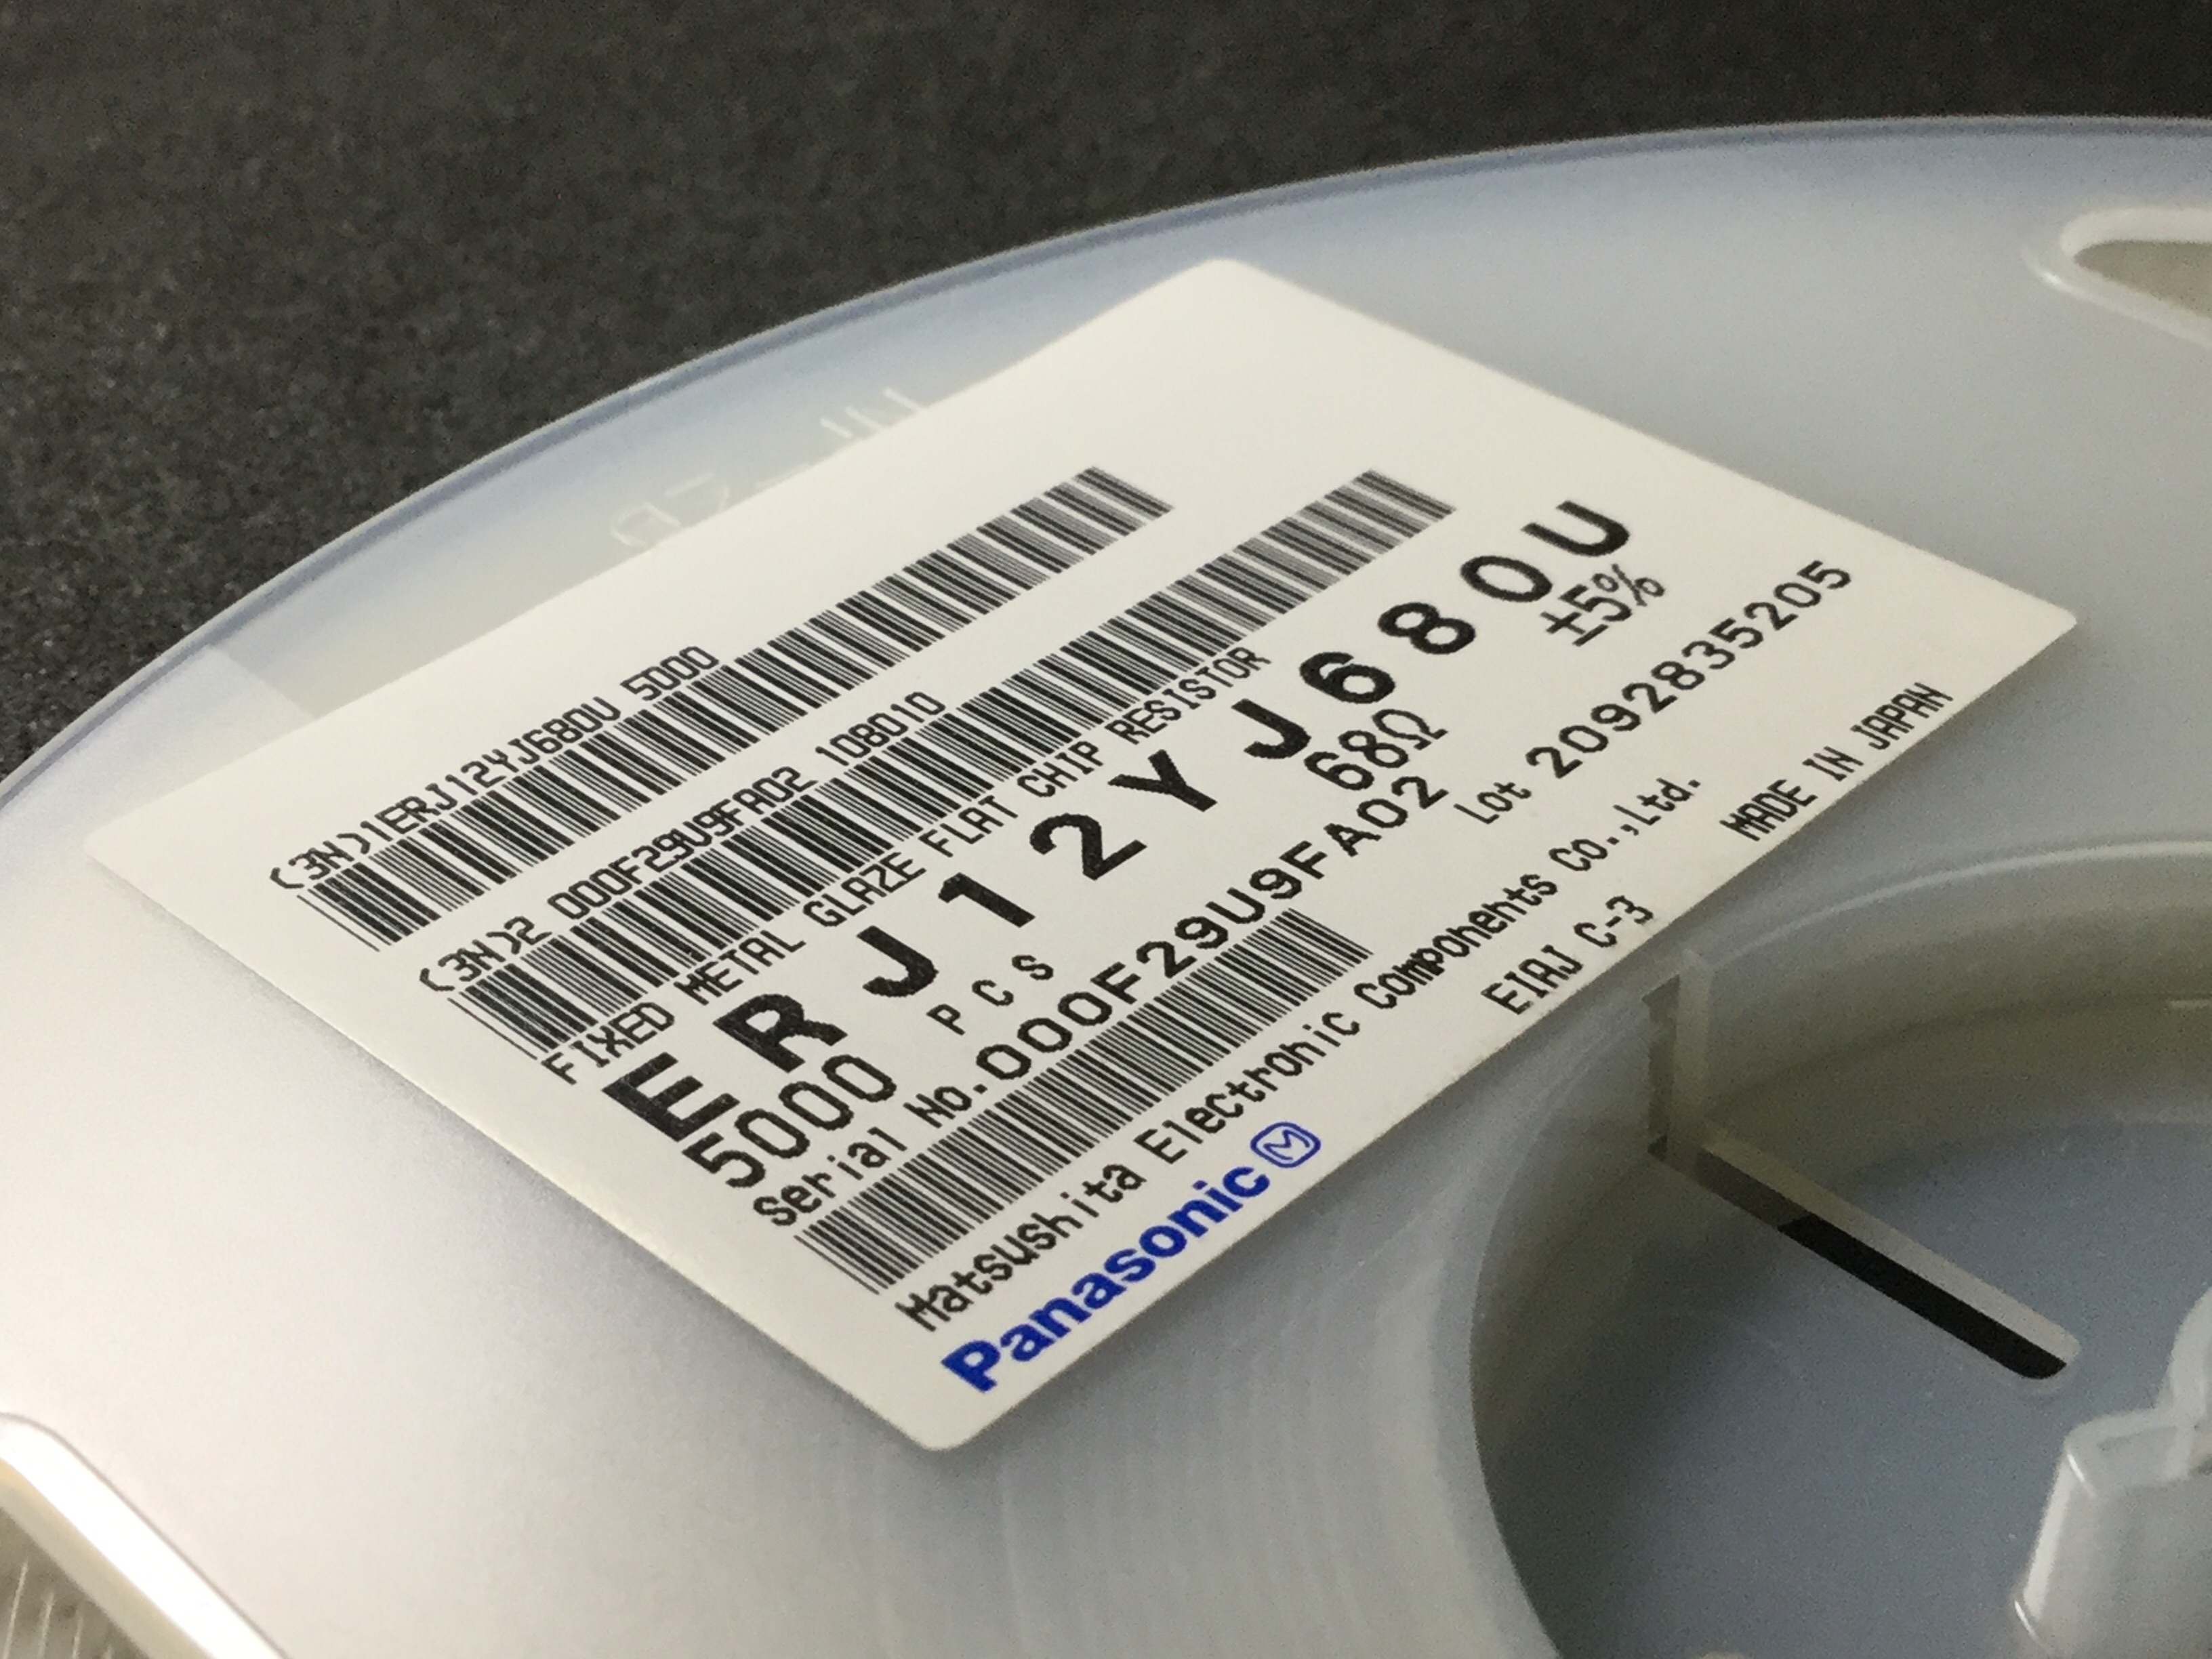 (3N)1ERJ12YJ680U 5000
(3N)2 000F29U9FA02 108010
FIXED METAL GLAZE FLAT CHIP RESISTOR
ERJ12YJ680U
5000 PCS 68Ω ±5%
Serial No.000F29U9FA02 Lot 2092835205
Matsushita Electronic Components Co.,Ltd. MADE IN JAPAN
Panasonic EIAJ C-3